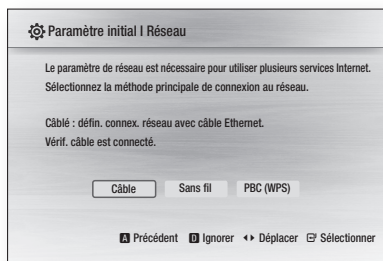 Paramètre initial I Réseau
Le paramètre de réseau est nécessaire pour utiliser plusieurs services Internet.
Sélectionnez la méthode principale de connexion au réseau.
Câblé : défin. connex. réseau avec câble Ethernet.
Vérif. câble est connecté.
Câble Sans fil PBC (WPS)
A Précédent D Ignorer Déplacer Sélectionner